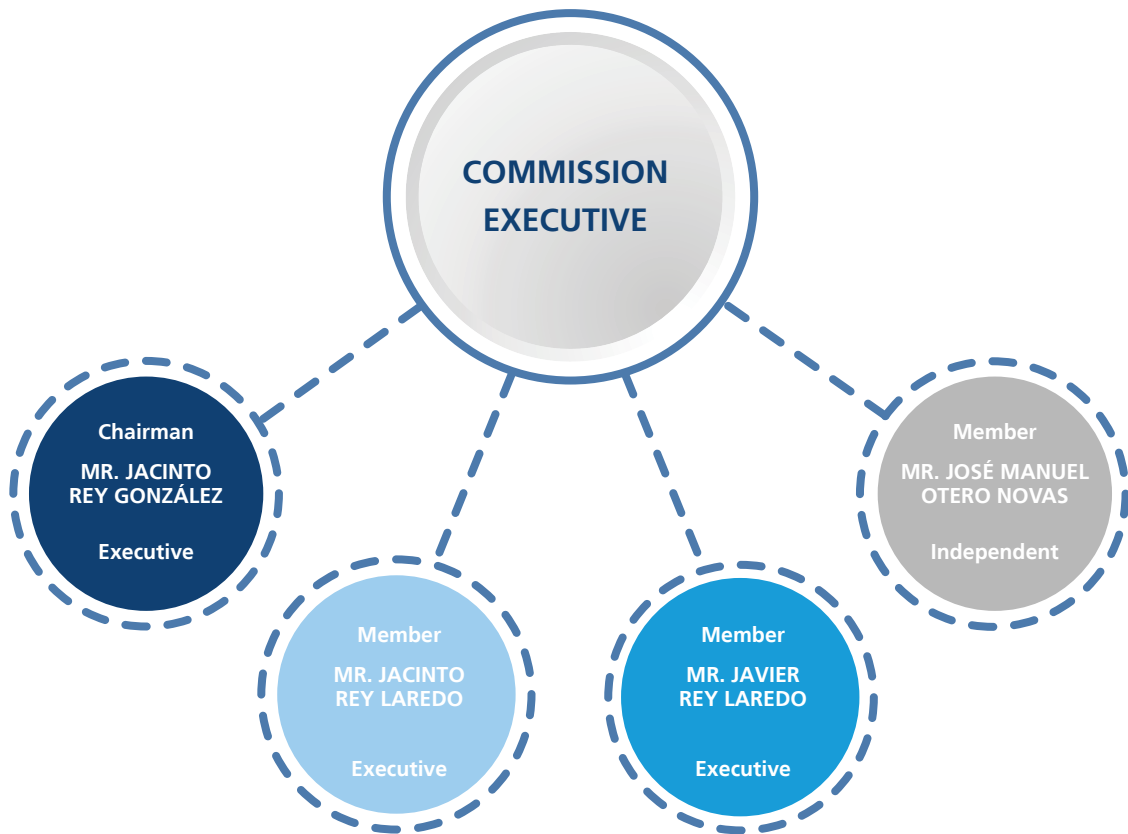 COMMISSION
EXECUTIVE
Chairman
MR. JACINTO
REY GONZÁLEZ
Executive
Member
MR. JACINTO
REY LAREDO
Executive
Member
MR. JAVIER
REY LAREDO
Executive
Member
MR. JOSÉ MANUEL
OTERO NOVAS
Independent